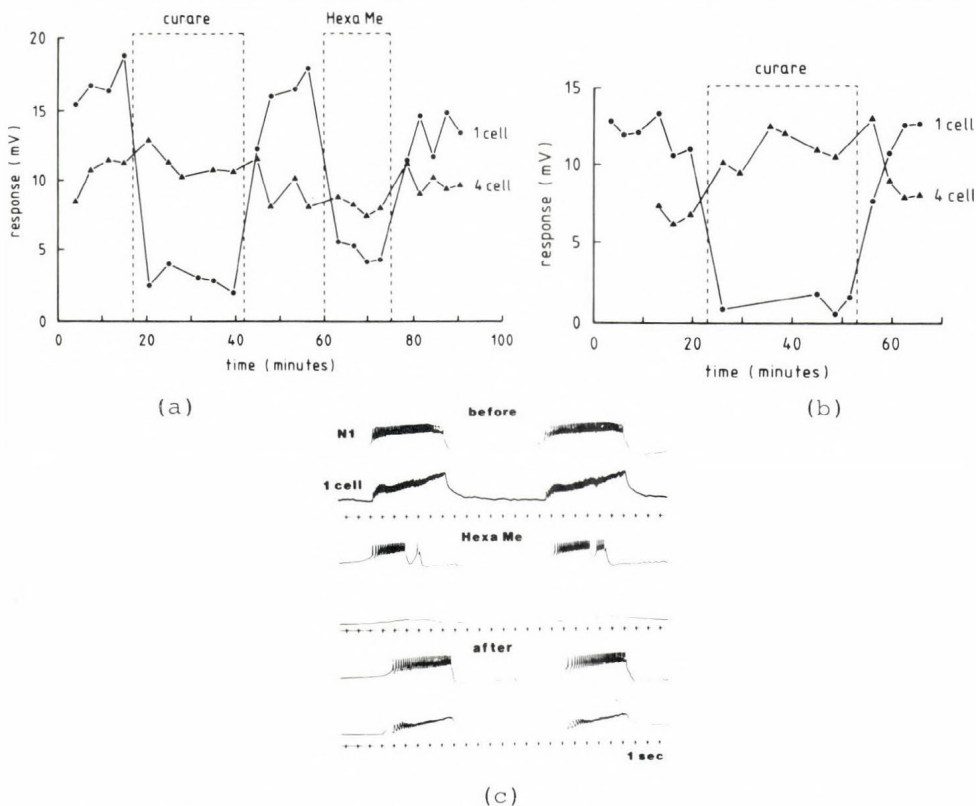 curare
Hexa Me
20
15
10
5
0
response (mV)
1 cell
4 cell
0 20 40 60 80 100
time (minutes)
(a)
curare
15
10
5
0
response (mV)
1 cell
4 cell
0 20 40 60
time (minutes)
(b)
before
N1
1 cell
Hexa Me
after
1 sec
(c)